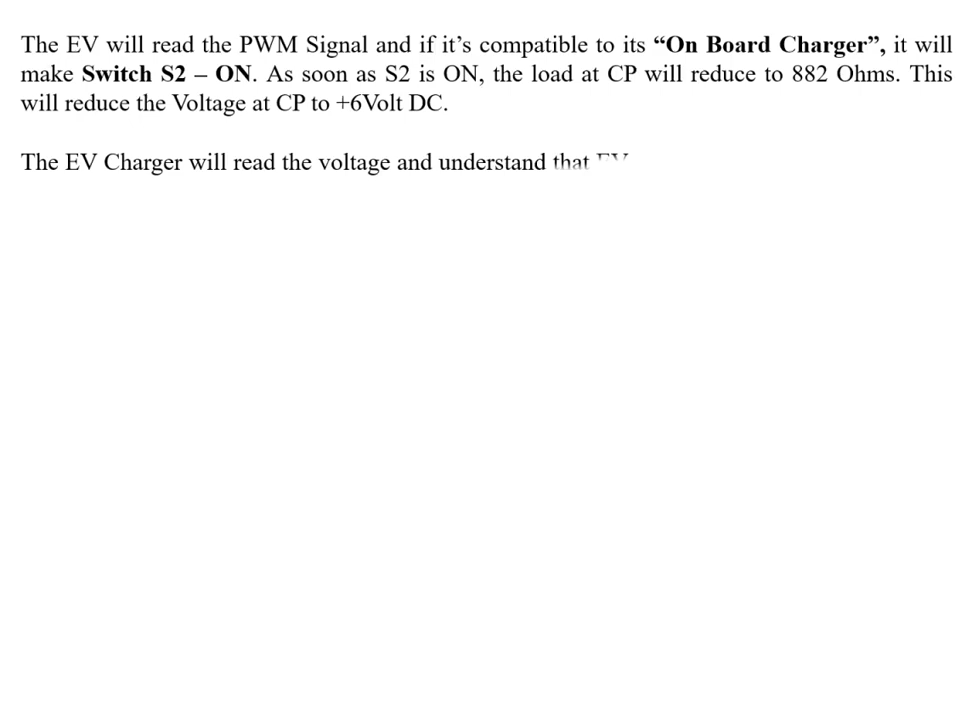 The EV will read the PWM Signal and if it’s compatible to its “On Board Charger”, it will
make Switch S2 – ON. As soon as S2 is ON, the load at CP will reduce to 882 Ohms. This
will reduce the Voltage at CP to +6Volt DC.
The EV Charger will read the voltage and understand that